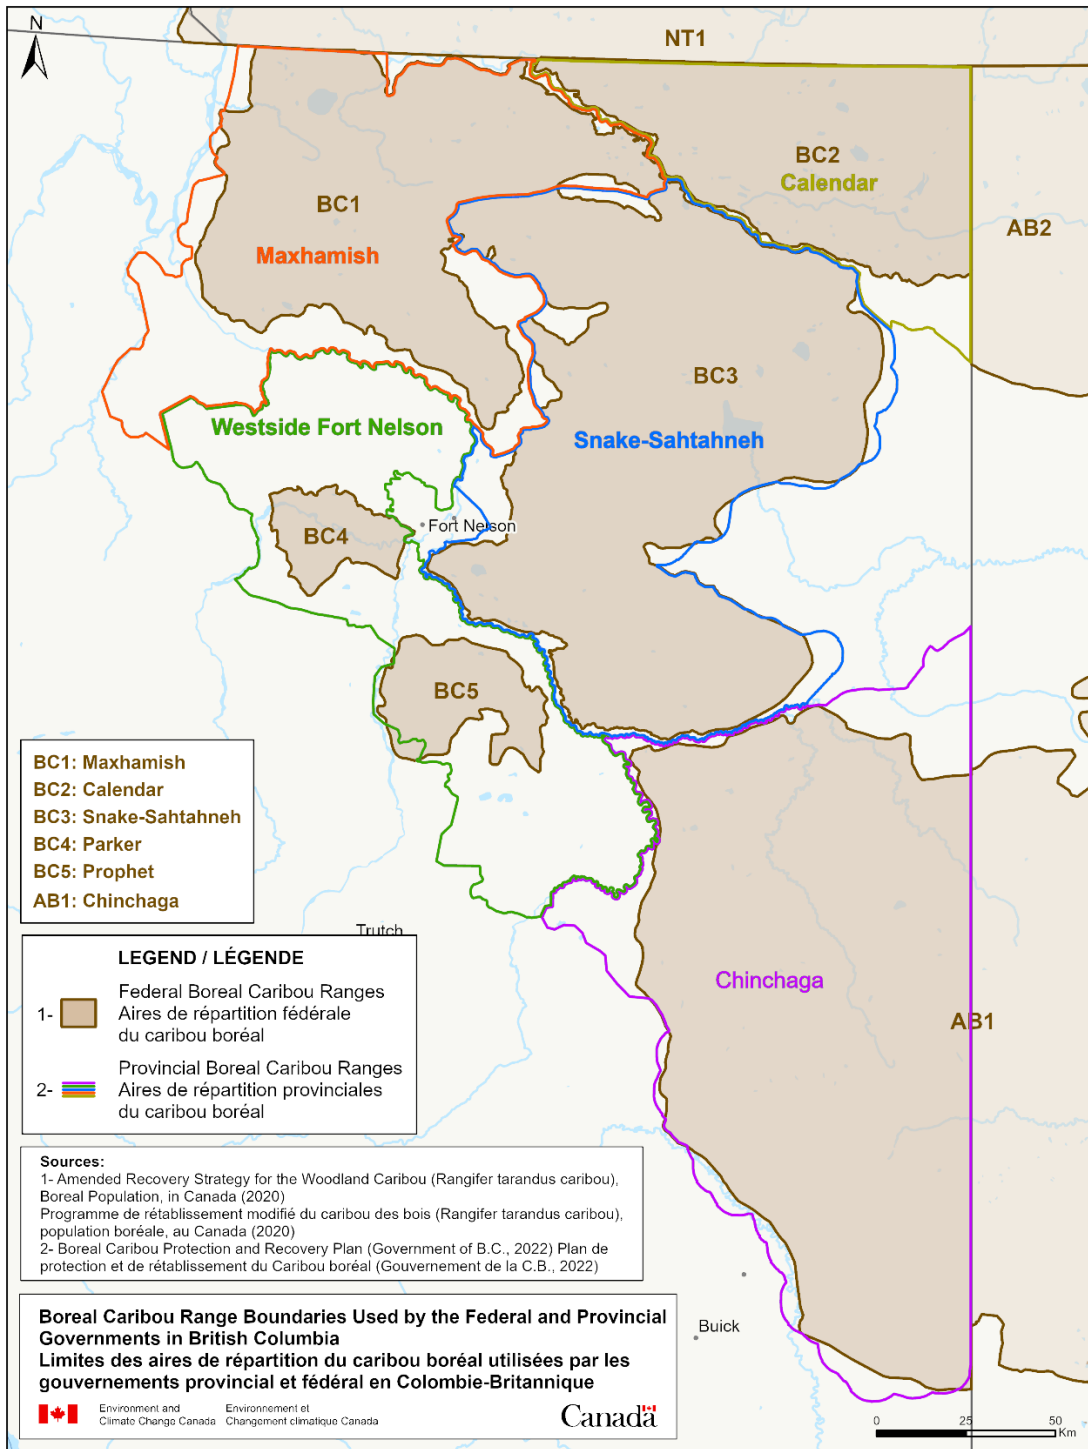 N
NT1
BC2
Calendar
BC1
AB2
Maxhamish
BC3
Westside Fort Nelson
Snake-Sahtahneh
Fort Nelson
BC4
BC5
BC1: Maxhamish
BC2: Calendar
BC3: Snake-Sahtahneh
BC4: Parker
BC5: Prophet
AB1: Chinchaga
Trutch
LEGEND / LÉGENDE
1-
Federal Boreal Caribou Ranges
Aires de répartition fédérale
du caribou boréal
2-
Provincial Boreal Caribou Ranges
Aires de répartition provinciales
du caribou boréal
Chinchaga
AB1
Sources:
1- Amended Recovery Strategy for the Woodland Caribou (Rangifer tarandus caribou),
Boreal Population, in Canada (2020)
Programme de rétablissement modifié du caribou des bois (Rangifer tarandus caribou),
population boréale, au Canada (2020)
2- Boreal Caribou Protection and Recovery Plan (Government of B.C., 2022) Plan de
protection et de rétablissement du Caribou boréal (Gouvernement de la C.B., 2022)
Buick
Boreal Caribou Range Boundaries Used by the Federal and Provincial
Governments in British Columbia
Limites des aires de répartition du caribou boréal utilisées par les
gouvernements provincial et fédéral en Colombie-Britannique
Environment and
Climate Change Canada
Environnement et
Changement climatique Canada
Canada
0 25 50
Km